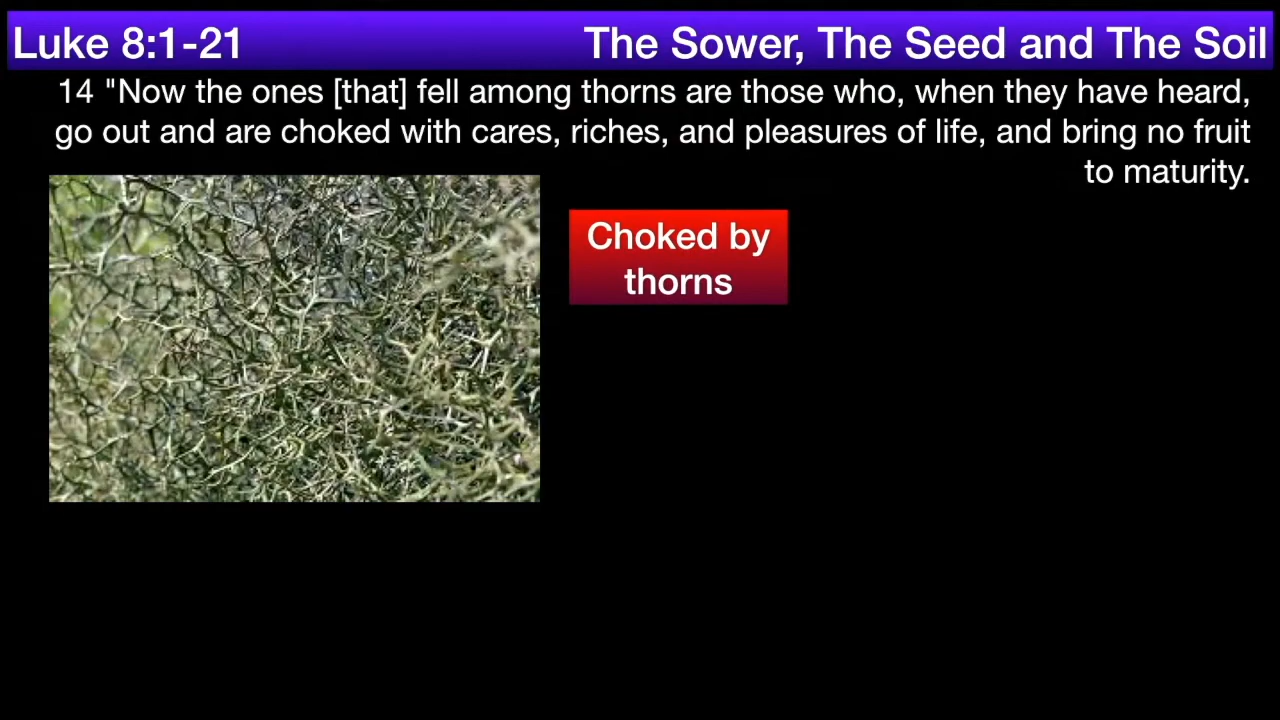 Luke 8:1-21 The Sower, The Seed and The Soil
14 "Now the ones [that] fell among thorns are those who, when they have heard,
go out and are choked with cares, riches, and pleasures of life, and bring no fruit
to maturity.
Choked by
thorns